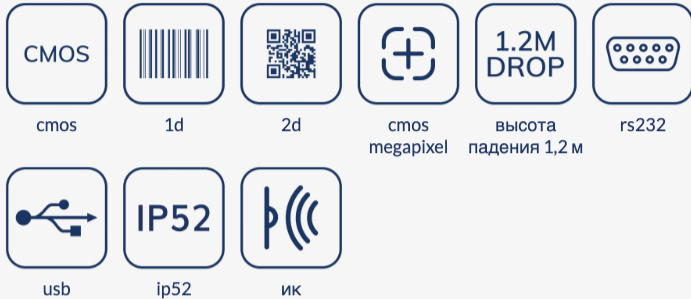 CMOS
1.2M
DROP
cmos
1d
2d
cmos
megapixel
высота
падения 1,2 м
rs232
IP52
usb
ip52
ик